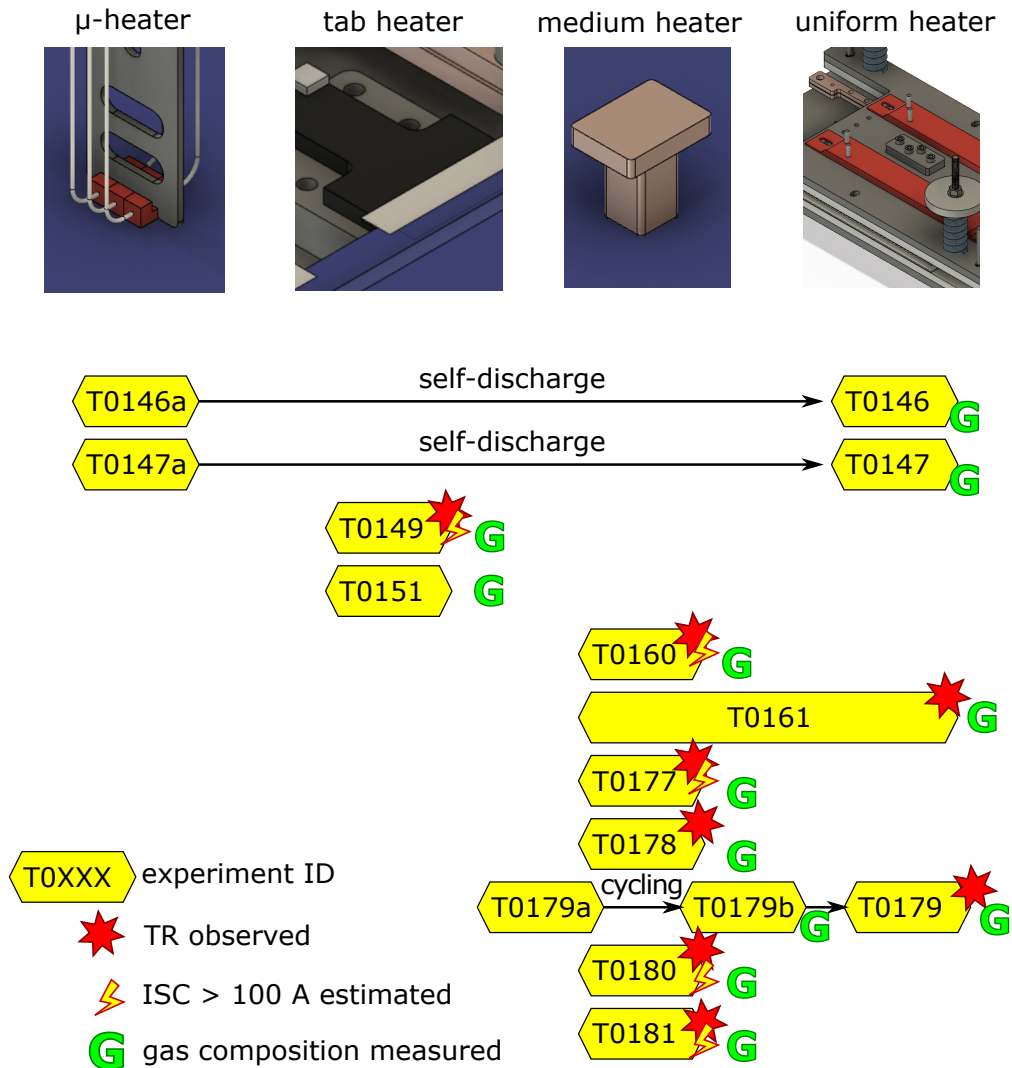 μ-heater tab heater medium heater uniform heater
T0146a self-discharge T0146 G
T0147a self-discharge T0147 G
T0149 G
T0151 G
T0160 G
T0161 G
T0177 G
T0178 G
T0179a cycling T0179b G T0179 G
T0180 G
T0181 G
T0XXX experiment ID
TR observed
ISC > 100 A estimated
G gas composition measured